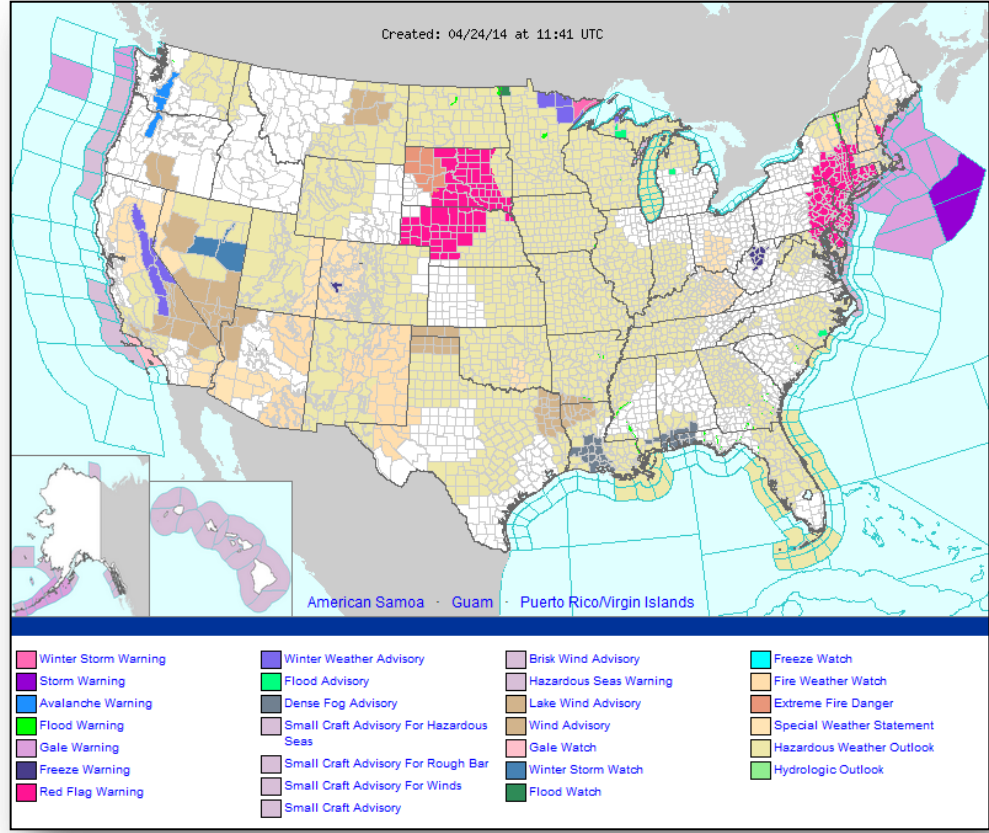 Created: 04/24/14 at 11:41 UTC
American Samoa · Guam · Puerto Rico/Virgin Islands
Winter Storm Warning
Storm Warning
Avalanche Warning
Flood Warning
Gale Warning
Freeze Warning
Red Flag Warning
Winter Weather Advisory
Flood Advisory
Dense Fog Advisory
Small Craft Advisory For Hazardous
Seas
Small Craft Advisory For Rough Bar
Small Craft Advisory For Winds
Small Craft Advisory
Brisk Wind Advisory
Hazardous Seas Warning
Lake Wind Advisory
Wind Advisory
Gale Watch
Winter Storm Watch
Flood Watch
Freeze Watch
Fire Weather Watch
Extreme Fire Danger
Special Weather Statement
Hazardous Weather Outlook
Hydrologic Outlook